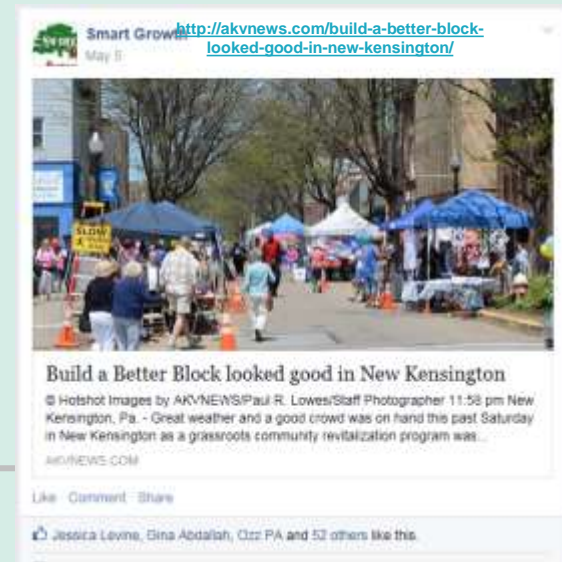 http://akvnews.com/build-a-better-block-
looked-good-in-new-kensington/
Smart Growth
May 5
SLOW
Build a Better Block looked good in New Kensington
© Hotshot Images by AKVNEWS/Paul R. Lowes/Staff Photographer 11:58 pm New
Kensington, Pa. - Great weather and a good crowd was on hand this past Saturday
in New Kensington as a grassroots community revitalization program was...
AKVNEWS.COM
Like Comment Share
Jessica Levine, Gina Abdallah, Ozz PA and 52 others like this.